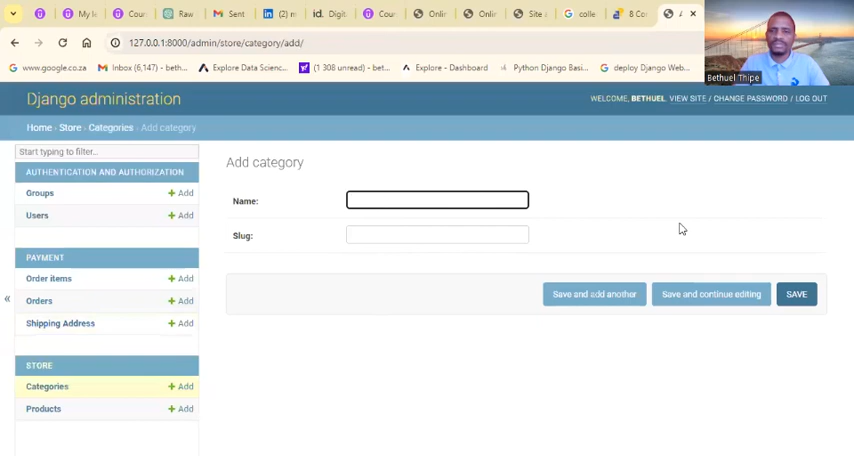 My le
Cour
Raw
Sent
(2) m
Digit
Cour
Onlin
Onlin
Site a
colle
8 Co
A
127.0.0.1:8000/admin/store/category/add/
www.google.co.za
Inbox (6,147) - beth...
Explore Data Scienc...
(1 308 unread) - bet...
Explore - Dashboard
Python Django Basi...
deploy Django Web...
Bethuel Thipe
Django administration
WELCOME, BETHUEL. VIEW SITE / CHANGE PASSWORD / LOG OUT
Home › Store › Categories › Add category
Start typing to filter...
AUTHENTICATION AND AUTHORIZATION
Groups + Add
Users + Add
PAYMENT
Order items + Add
Orders + Add
Shipping Address + Add
STORE
Categories + Add
Products + Add
«
Add category
Name:
Slug:
Save and add another
Save and continue editing
SAVE